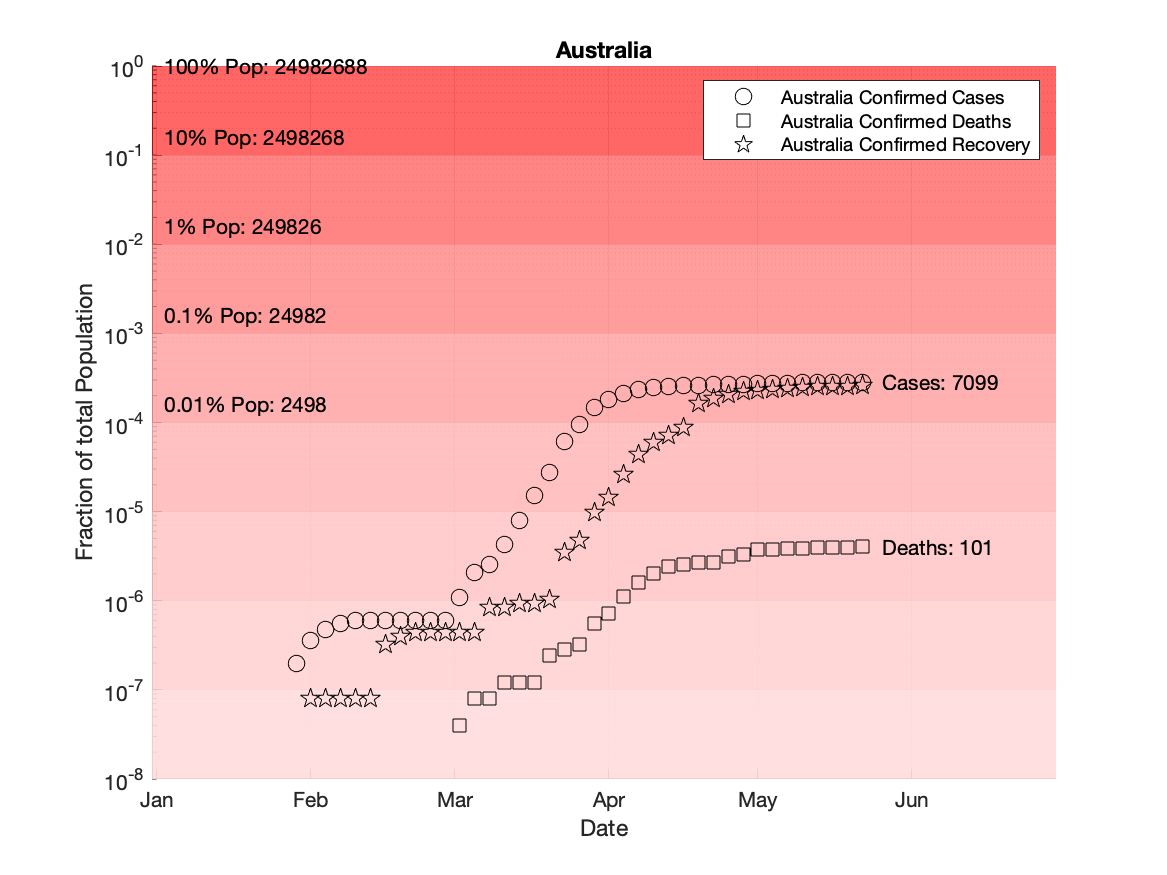 Australia
10^0
100% Pop: 24982688
Australia Confirmed Cases
Australia Confirmed Deaths
Australia Confirmed Recovery
10% Pop: 2498268
10^-1
1% Pop: 249826
10^-2
0.1% Pop: 24982
10^-3
Fraction of total Population
0.01% Pop: 2498
Cases: 7099
10^-4
10^-5
Deaths: 101
10^-6
10^-7
10^-8
Jan Feb Mar Apr May Jun
Date